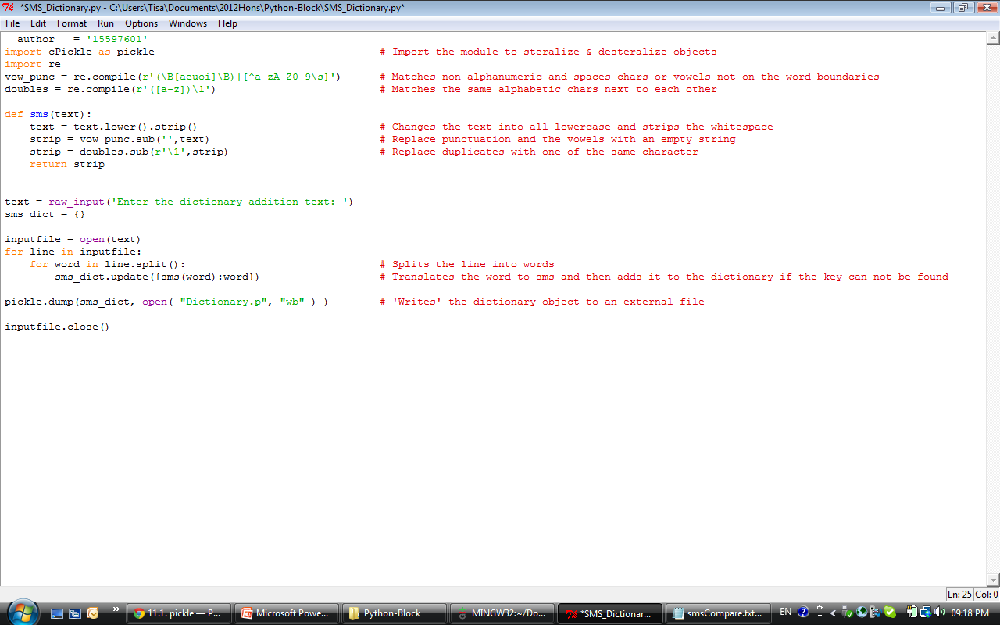 *SMS_Dictionary.py - C:\Users\Tisa\Documents\2012Hons\Python-Block\SMS_Dictionary.py*
File Edit Format Run Options Windows Help
__author__ = '15597601'
import cPickle as pickle # Import the module to steralize & desteralize objects
import re
vow_punc = re.compile(r'(\B[aeuoi]\B)|[^a-zA-Z0-9\s]') # Matches non-alphanumeric and spaces chars or vowels not on the word boundaries
doubles = re.compile(r'([a-z])\1') # Matches the same alphabetic chars next to each other
def sms(text):
    text = text.lower().strip() # Changes the text into all lowercase and strips the whitespace
    strip = vow_punc.sub('',text) # Replace punctuation and the vowels with an empty string
    strip = doubles.sub(r'\1',strip) # Replace duplicates with one of the same character
    return strip
text = raw_input('Enter the dictionary addition text: ')
sms_dict = {}
inputfile = open(text)
for line in inputfile:
    for word in line.split(): # Splits the line into words
        sms_dict.update({sms(word):word}) # Translates the word to sms and then adds it to the dictionary if the key can not be found
pickle.dump(sms_dict, open( "Dictionary.p", "wb" ) ) # 'Writes' the dictionary object to an external file
inputfile.close()
Ln: 25 Col: 0
11.1. pickle — P... Microsoft Powe... Python-Block MINGW32:~/Do... *SMS_Dictionar... smsCompare.txt... EN 09:18 PM